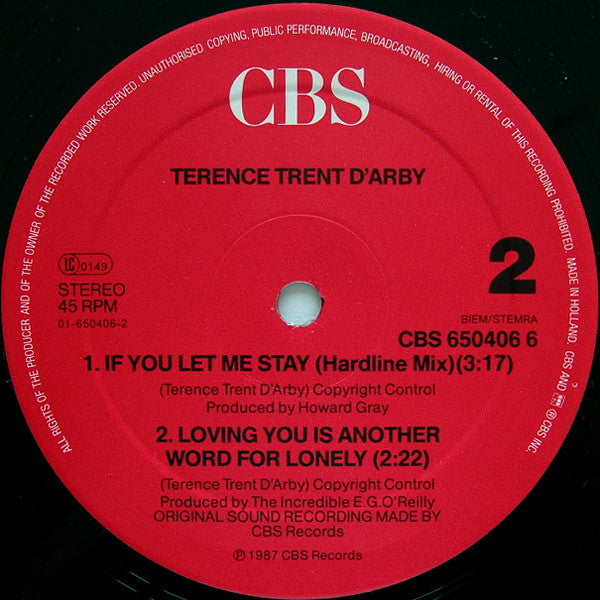 ALL RIGHTS OF THE PRODUCER AND OF THE OWNER OF THE RECORDED WORK RESERVED. UNAUTHORISED COPYING, PUBLIC PERFORMANCE, BROADCASTING, HIRING OR RENTAL OF THIS RECORDING PROHIBITED. MADE IN HOLLAND. CBS AND ® CBS INC.
CBS
TERENCE TRENT D'ARBY
LC 0149
2
STEREO
45 RPM
01-650406-2
BIEM/STEMRA
CBS 650406 6
1. IF YOU LET ME STAY (Hardline Mix)(3:17)
(Terence Trent D'Arby) Copyright Control
Produced by Howard Gray
2. LOVING YOU IS ANOTHER
WORD FOR LONELY (2:22)
(Terence Trent D'Arby) Copyright Control
Produced by The Incredible E.G.O'Reilly
ORIGINAL SOUND RECORDING MADE BY
CBS Records
℗ 1987 CBS Records